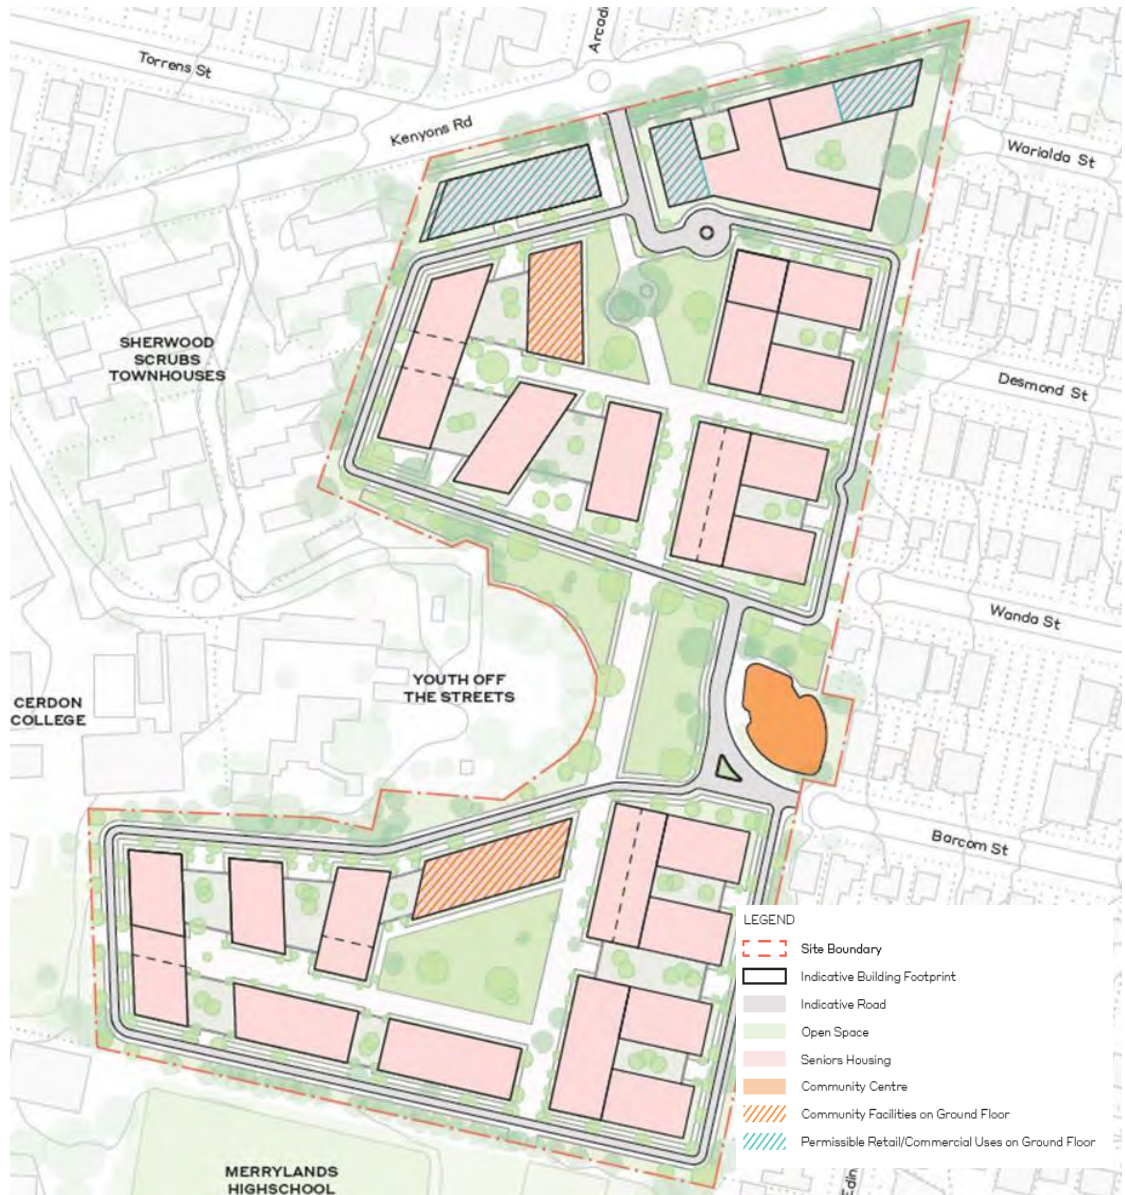 Torrens St
Kenyons Rd
Warialda St
SHERWOOD
SCRUBS
TOWNHOUSES
Desmond St
Wanda St
YOUTH OFF
THE STREETS
CERDON
COLLEGE
Barcom St
LEGEND
Site Boundary
Indicative Building Footprint
Indicative Road
Open Space
Seniors Housing
Community Centre
Community Facilities on Ground Floor
Permissible Retail/Commercial Uses on Ground Floor
MERRYLANDS
HIGHSCHOOL